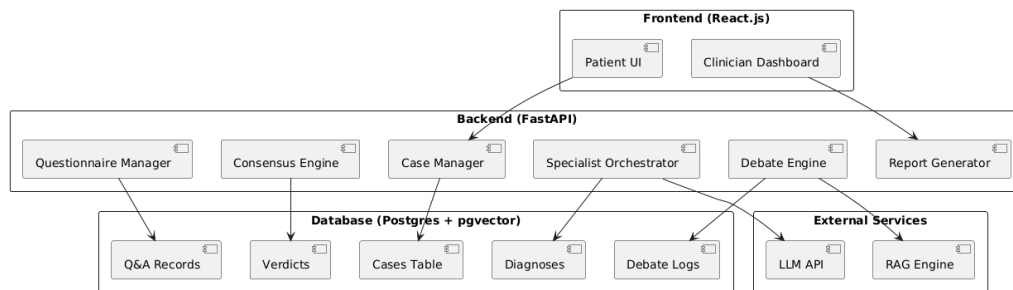 Frontend (React.js)
Patient UI
Clinician Dashboard
Backend (FastAPI)
Questionnaire Manager
Consensus Engine
Case Manager
Specialist Orchestrator
Debate Engine
Report Generator
Database (Postgres + pgvector)
External Services
Q&A Records
Verdicts
Cases Table
Diagnoses
Debate Logs
LLM API
RAG Engine